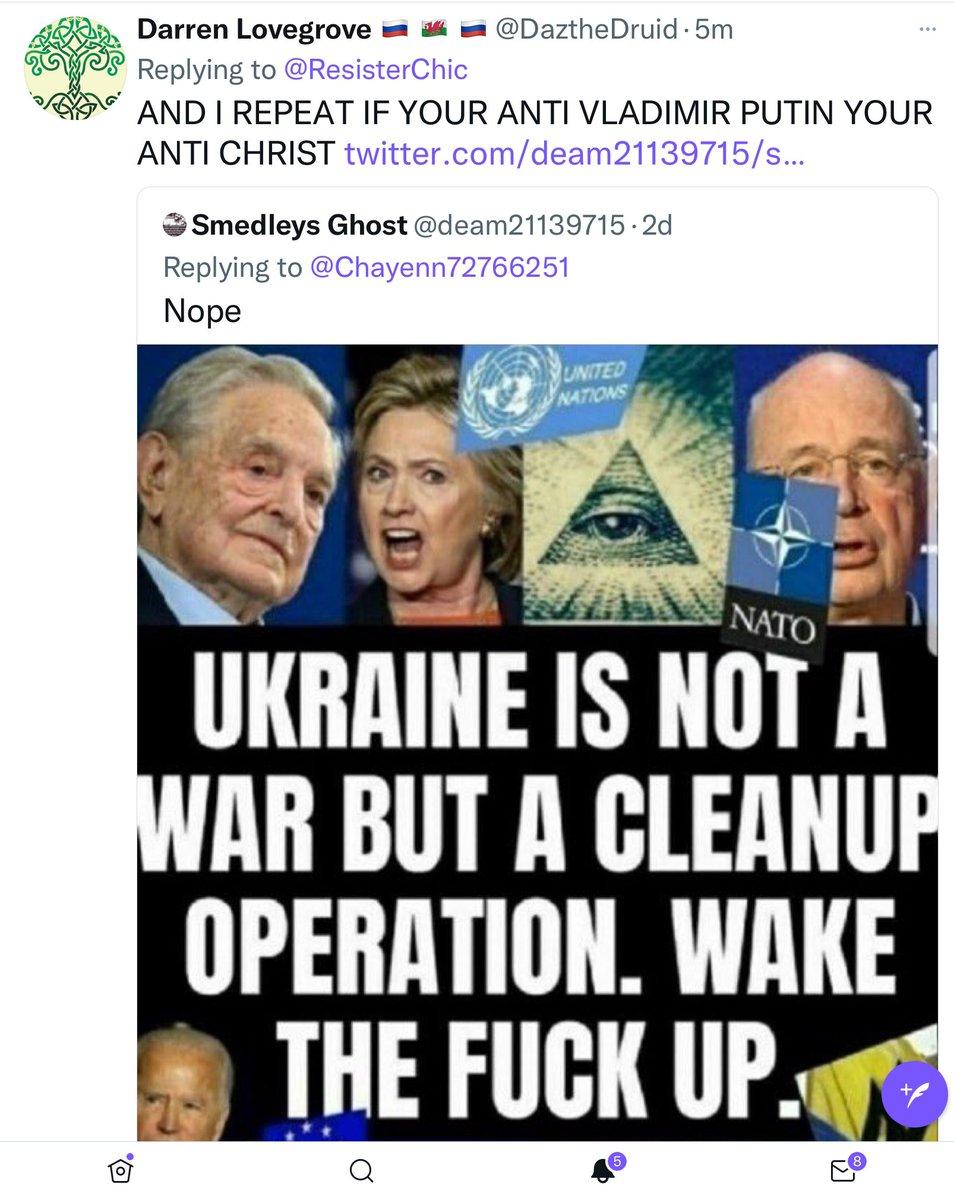 Darren Lovegrove 🇷🇺 🏴󠁧󠁢󠁷󠁬󠁳󠁿 🇷🇺 @DaztheDruid · 5m
Replying to @ResisterChic
AND I REPEAT IF YOUR ANTI VLADIMIR PUTIN YOUR
ANTI CHRIST twitter.com/deam21139715/s...
Smedleys Ghost @deam21139715 · 2d
Replying to @Chayenn72766251
Nope
UNITED
NATIONS
NATO
UKRAINE IS NOT A
WAR BUT A CLEANUP
OPERATION. WAKE
THE FUCK UP.
5
8